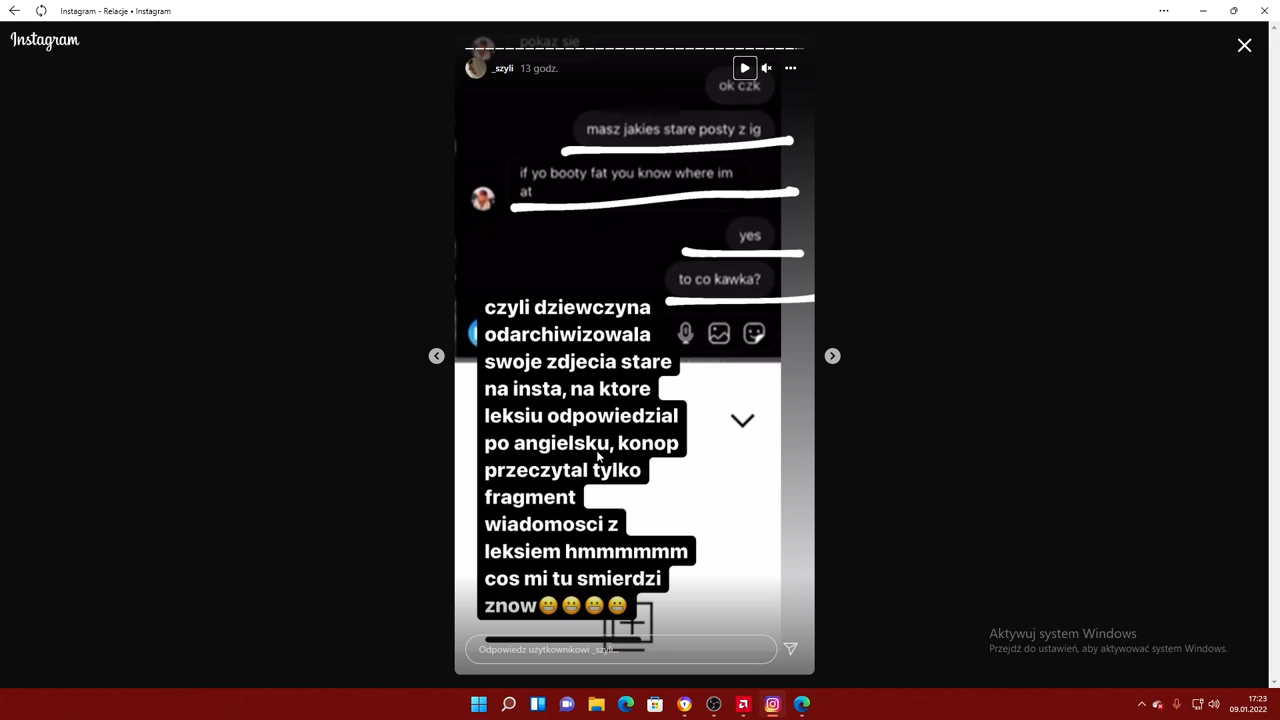 Instagram - Relacje • Instagram
Instagram
pokaz sie
_szyli 13 godz.
ok czk
masz jakies stare posty z ig
if yo booty fat you know where im
at
yes
to co kawka?
czyli dziewczyna
odarchiwizowala
swoje zdjecia stare
na insta, na ktore
leksiu odpowiedzial
po angielsku, konop
przeczytal tylko
fragment
wiadomosci z
leksiem hmmmmmm
cos mi tu smierdzi
znow😬😬😬😬
Odpowiedz użytkownikowi _szyli...
Aktywuj system Windows
Przejdź do ustawień, aby aktywować system Windows.
17:23
09.01.2022